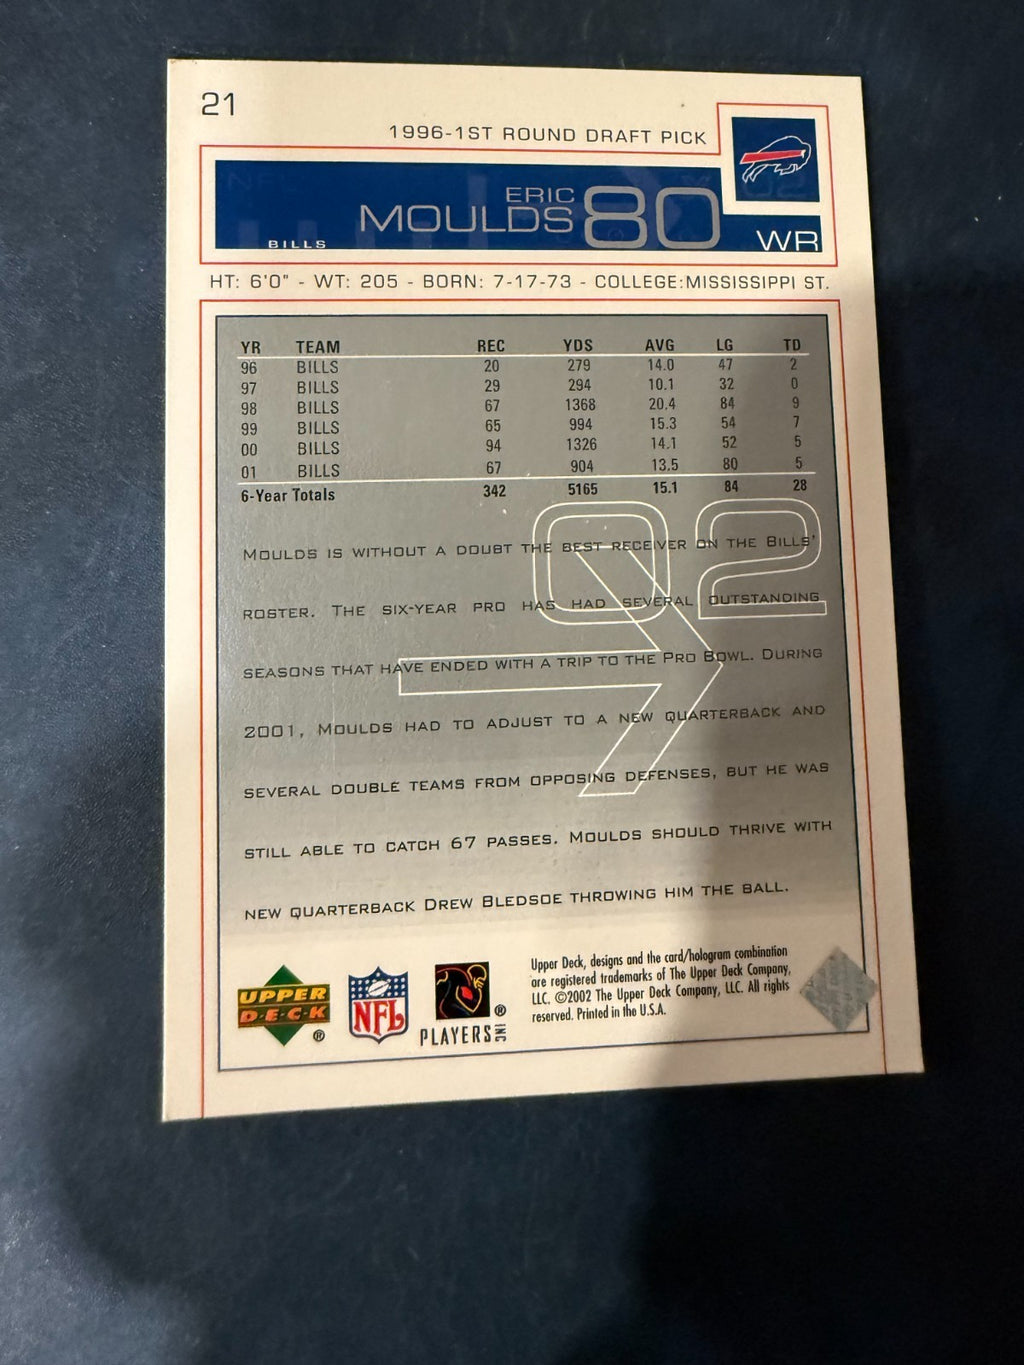 21
1996-1ST ROUND DRAFT PICK
ERIC
MOULDS 80
BILLS
WR
HT: 6'0" - WT: 205 - BORN: 7-17-73 - COLLEGE:MISSISSIPPI ST.
YR TEAM REC YDS AVG LG TD
96 BILLS 20 279 14.0 47 2
97 BILLS 29 294 10.1 32 0
98 BILLS 67 1368 20.4 84 9
99 BILLS 65 994 15.3 54 7
00 BILLS 94 1326 14.1 52 5
01 BILLS 67 904 13.5 80 5
6-Year Totals 342 5165 15.1 84 28
02
MOULDS IS WITHOUT A DOUBT THE BEST RECEIVER ON THE BILLS'
ROSTER. THE SIX-YEAR PRO HAS HAD SEVERAL OUTSTANDING
SEASONS THAT HAVE ENDED WITH A TRIP TO THE PRO BOWL. DURING
2001, MOULDS HAD TO ADJUST TO A NEW QUARTERBACK AND
SEVERAL DOUBLE TEAMS FROM OPPOSING DEFENSES, BUT HE WAS
STILL ABLE TO CATCH 67 PASSES. MOULDS SHOULD THRIVE WITH
NEW QUARTERBACK DREW BLEDSOE THROWING HIM THE BALL.
UPPER
D·E·C·K
®
NFL
PLAYERS INC
®
Upper Deck, designs and the card/hologram combination
are registered trademarks of The Upper Deck Company,
LLC. ©2002 The Upper Deck Company, LLC. All rights
reserved. Printed in the U.S.A.